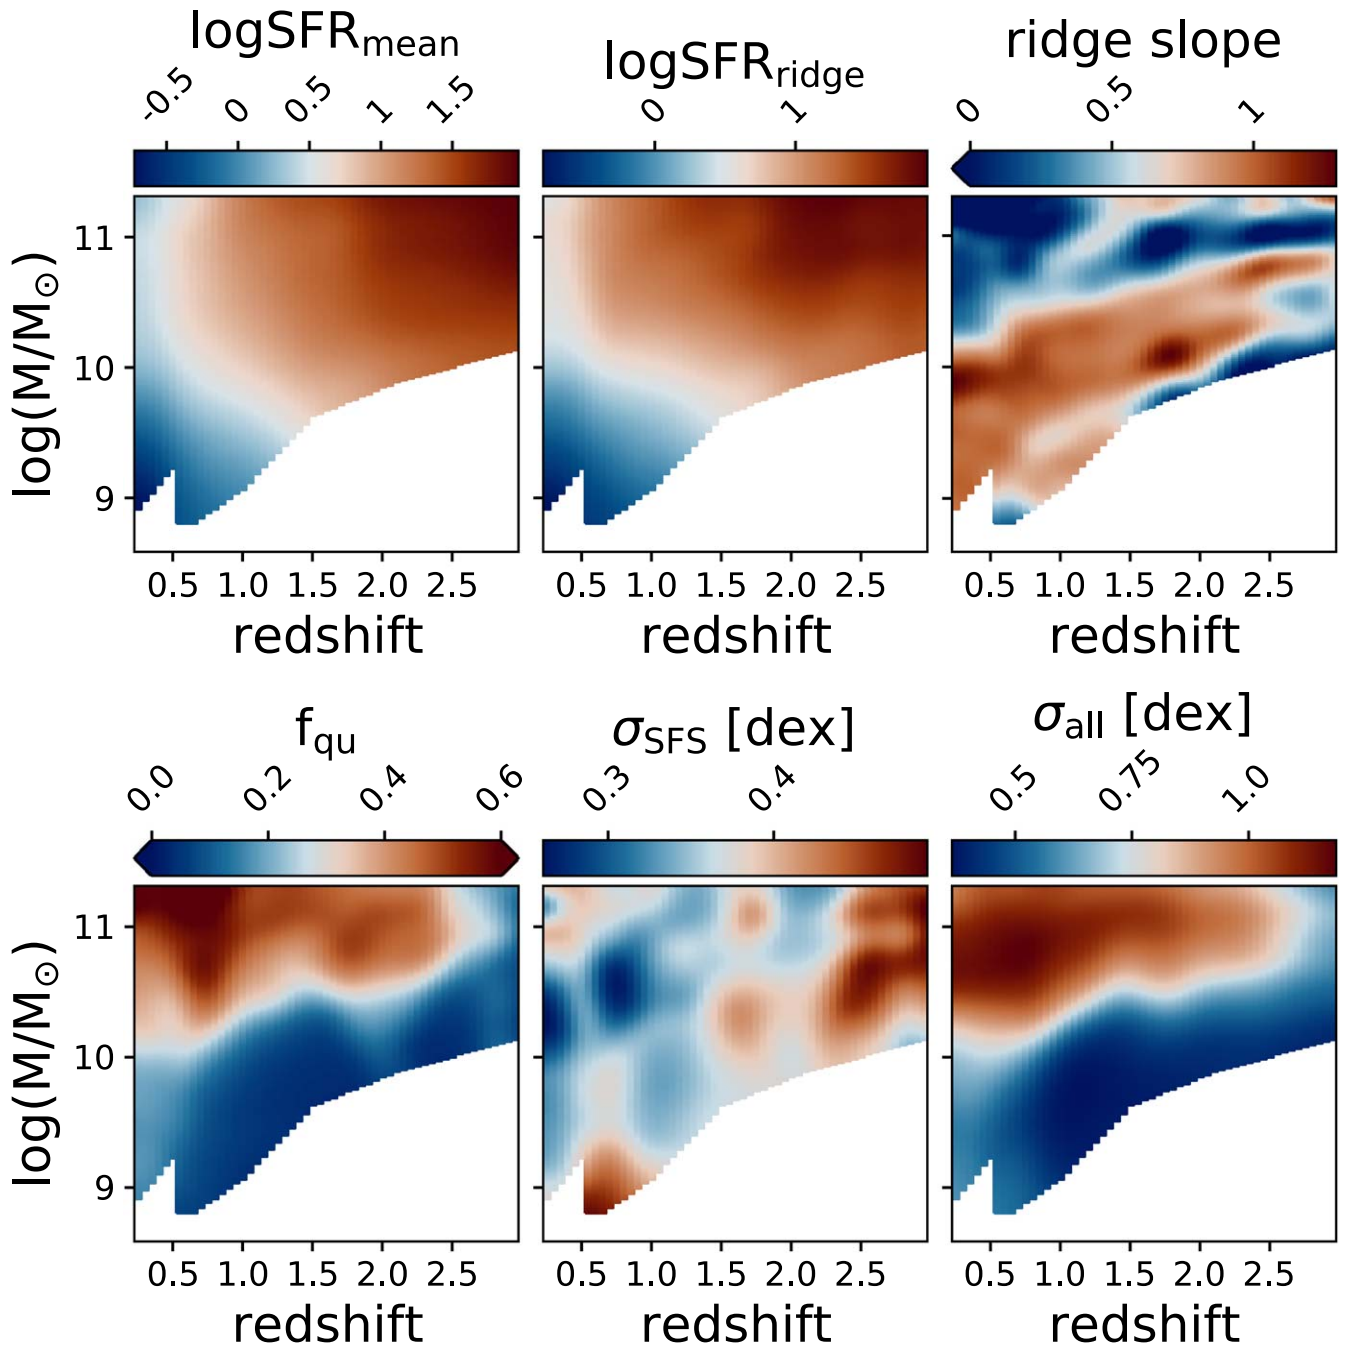 logSFRmean logSFRridge ridge slope
-0.5 0 0.5 1 1.5 0 1 0 0.5 1
log(M/M⊙)
11
10
9
0.5 1.0 1.5 2.0 2.5 0.5 1.0 1.5 2.0 2.5 0.5 1.0 1.5 2.0 2.5
redshift redshift redshift
fqu σSFS [dex] σall [dex]
0.0 0.2 0.4 0.6 0.3 0.4 0.5 0.75 1.0
log(M/M⊙)
11
10
9
0.5 1.0 1.5 2.0 2.5 0.5 1.0 1.5 2.0 2.5 0.5 1.0 1.5 2.0 2.5
redshift redshift redshift